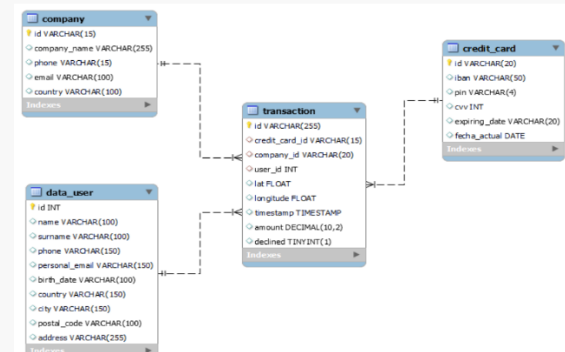 company
id VARCHAR(15)
company_name VARCHAR(255)
phone VARCHAR(15)
email VARCHAR(100)
country VARCHAR(100)
Indexes
data_user
id INT
name VARCHAR(100)
surname VARCHAR(100)
phone VARCHAR(150)
personal_email VARCHAR(150)
birth_date VARCHAR(100)
country VARCHAR(150)
city VARCHAR(150)
postal_code VARCHAR(100)
address VARCHAR(255)
Indexes
transaction
id VARCHAR(255)
credit_card_id VARCHAR(15)
company_id VARCHAR(20)
user_id INT
lat FLOAT
longitude FLOAT
timestamp TIMESTAMP
amount DECIMAL(10,2)
declined TINYINT(1)
Indexes
credit_card
id VARCHAR(20)
iban VARCHAR(50)
pin VARCHAR(4)
cvv INT
expiring_date VARCHAR(20)
fecha_actual DATE
Indexes